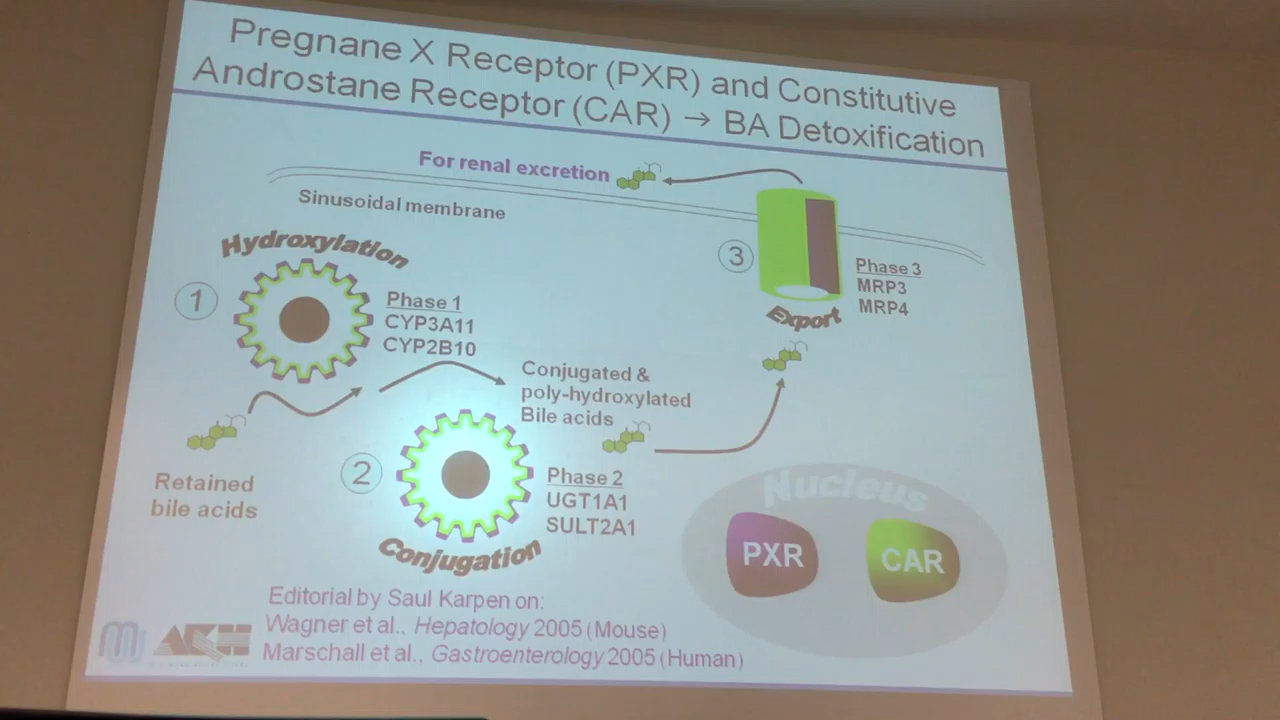 Pregnane X Receptor (PXR) and Constitutive
Androstane Receptor (CAR) → BA Detoxification
For renal excretion
Sinusoidal membrane
Hydroxylation
1
Phase 1
CYP3A11
CYP2B10
3
Phase 3
MRP3
MRP4
Export
Conjugated &
poly-hydroxylated
Bile acids
Retained
bile acids
2
Phase 2
UGT1A1
SULT2A1
Conjugation
Nucleus
PXR
CAR
Editorial by Saul Karpen on:
Wagner et al., Hepatology 2005 (Mouse)
Marschall et al., Gastroenterology 2005 (Human)
AKH